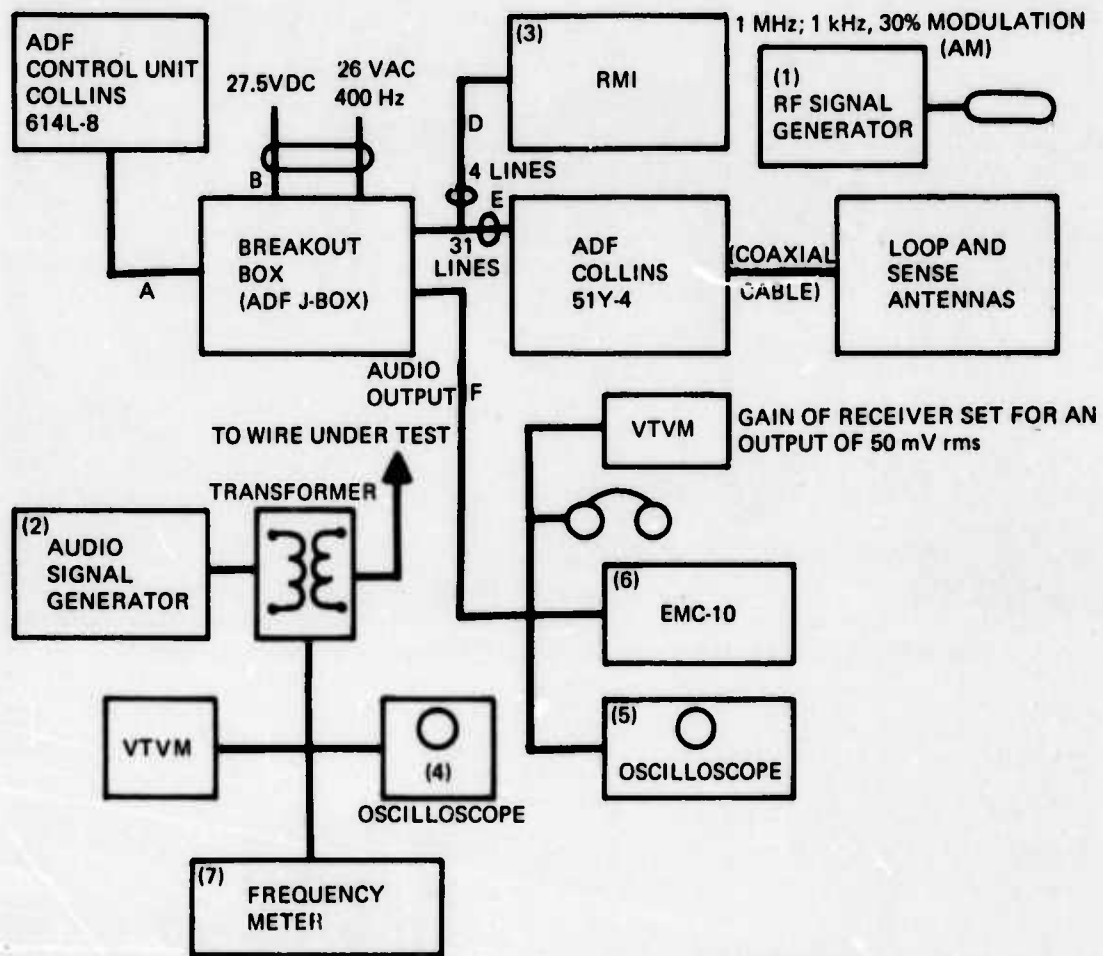 ADF
CONTROL UNIT
COLLINS
614L-8
27.5VDC
26 VAC
400 Hz
B
A
BREAKOUT
BOX
(ADF J-BOX)
(3)
RMI
D
4 LINES
E
31
LINES
1 MHz; 1 kHz, 30% MODULATION
(AM)
(1)
RF SIGNAL
GENERATOR
ADF
COLLINS
51Y-4
(COAXIAL
CABLE)
LOOP AND
SENSE
ANTENNAS
AUDIO
OUTPUT
F
TO WIRE UNDER TEST
TRANSFORMER
(2)
AUDIO
SIGNAL
GENERATOR
VTVM
GAIN OF RECEIVER SET FOR AN
OUTPUT OF 50 mV rms
(6)
EMC-10
(5)
OSCILLOSCOPE
VTVM
(4)
OSCILLOSCOPE
(7)
FREQUENCY
METER